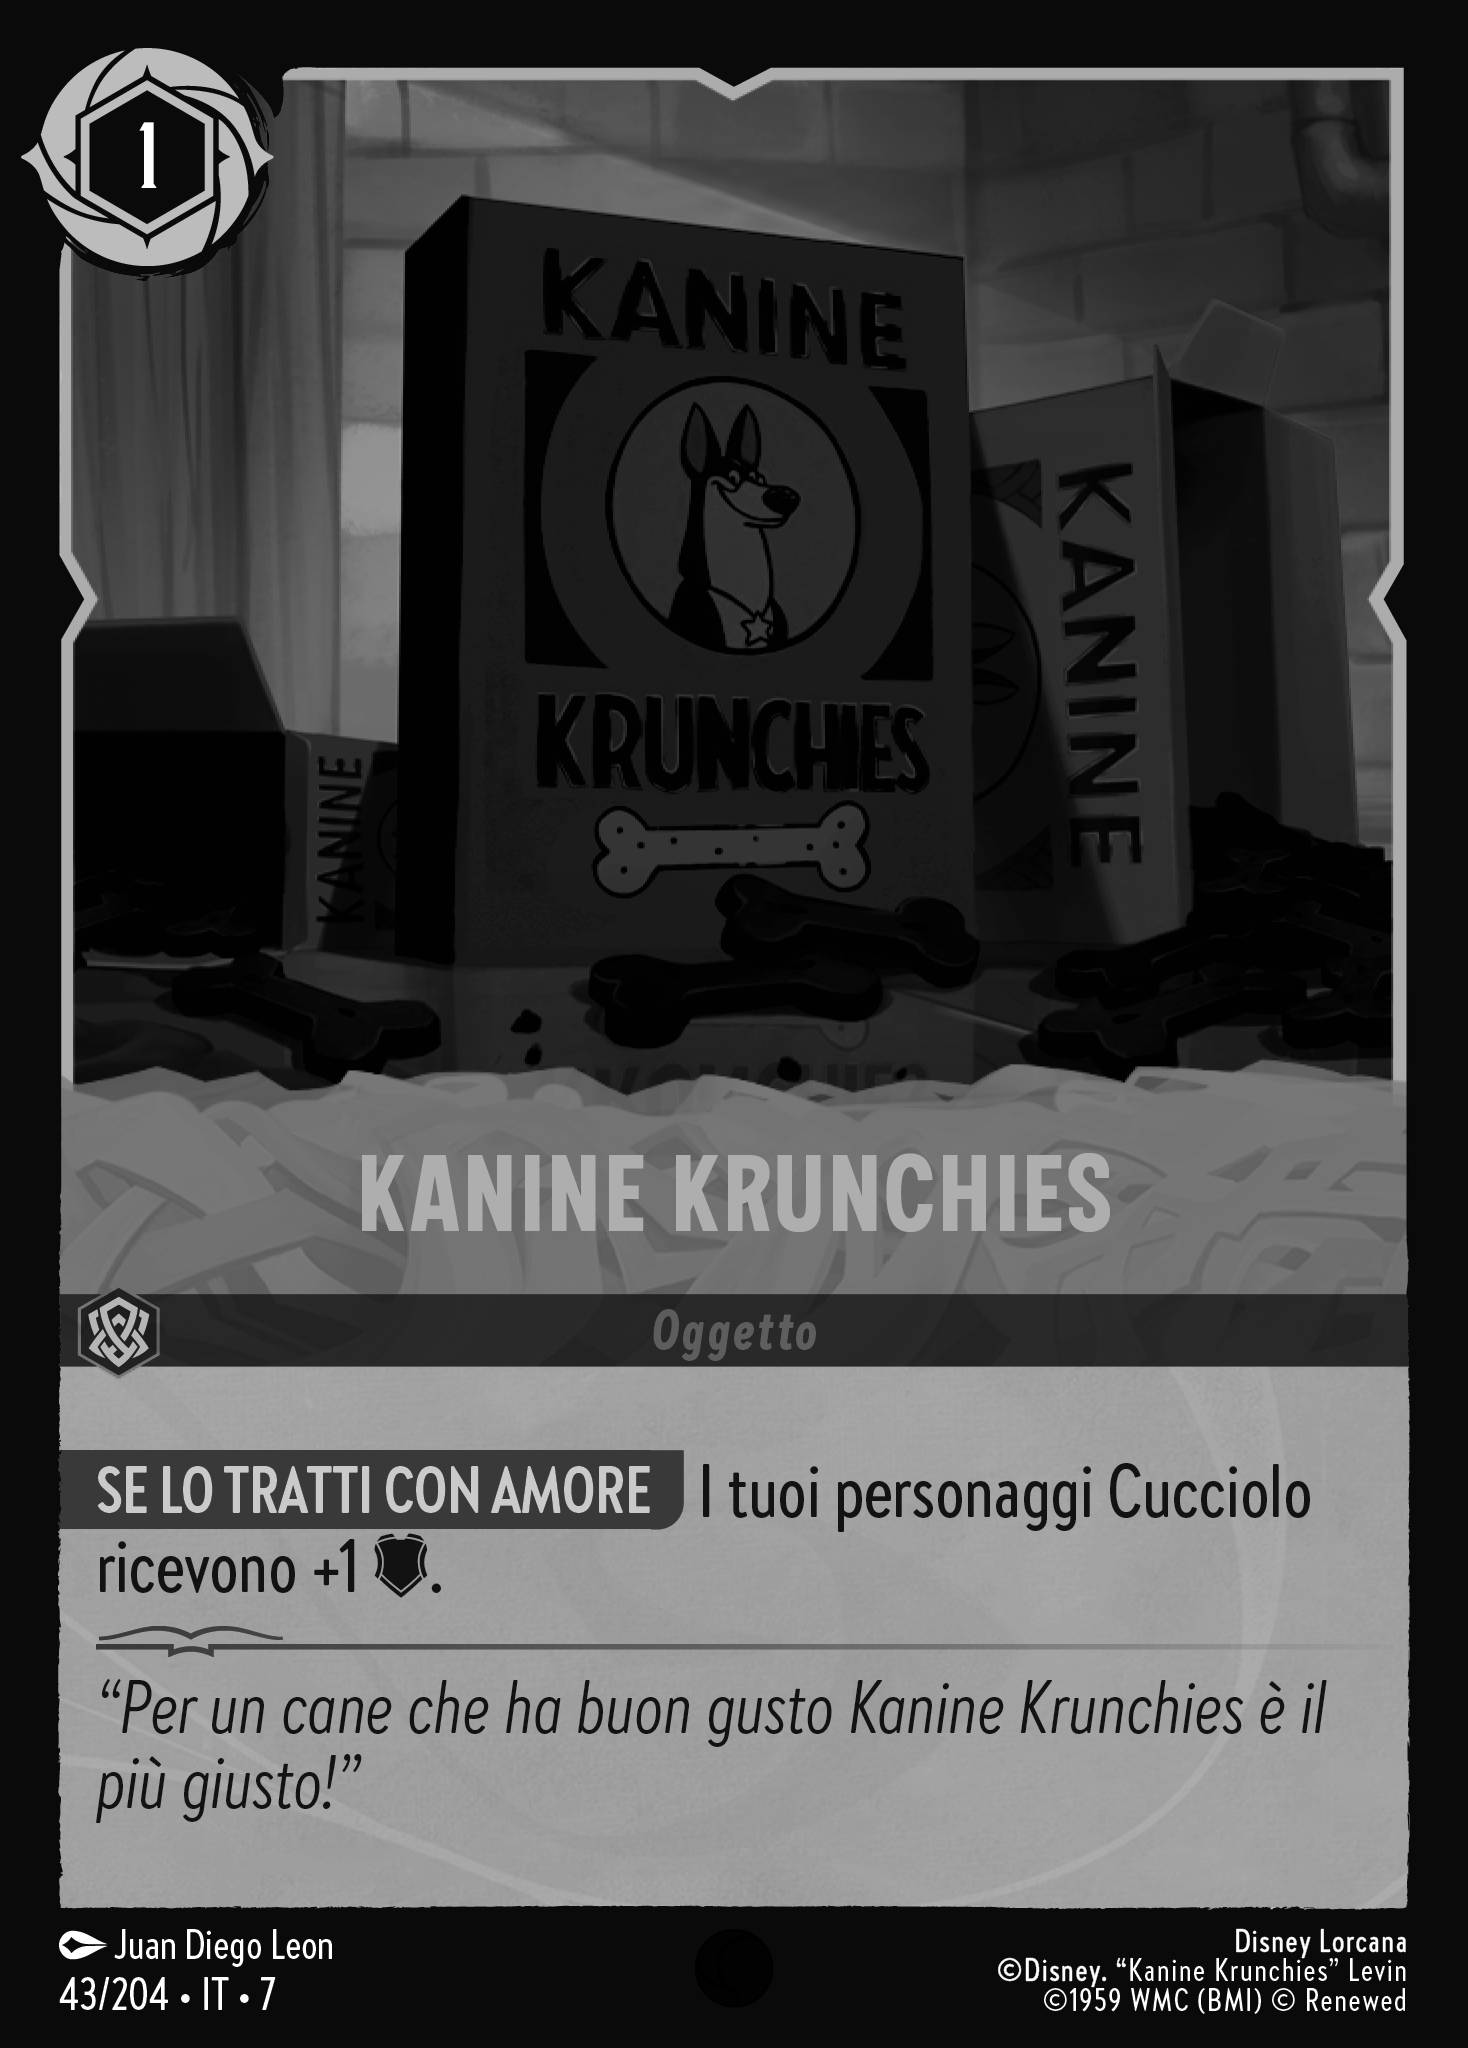 1
KANINE
KRUNCHIES
KANINE
KANINE
KANINE KRUNCHIES
Oggetto
SE LO TRATTI CON AMORE I tuoi personaggi Cucciolo
ricevono +1 .
“Per un cane che ha buon gusto Kanine Krunchies è il
più giusto!”
Juan Diego Leon
43/204 • IT • 7
Disney Lorcana
©Disney. “Kanine Krunchies” Levin
©1959 WMC (BMI) © Renewed